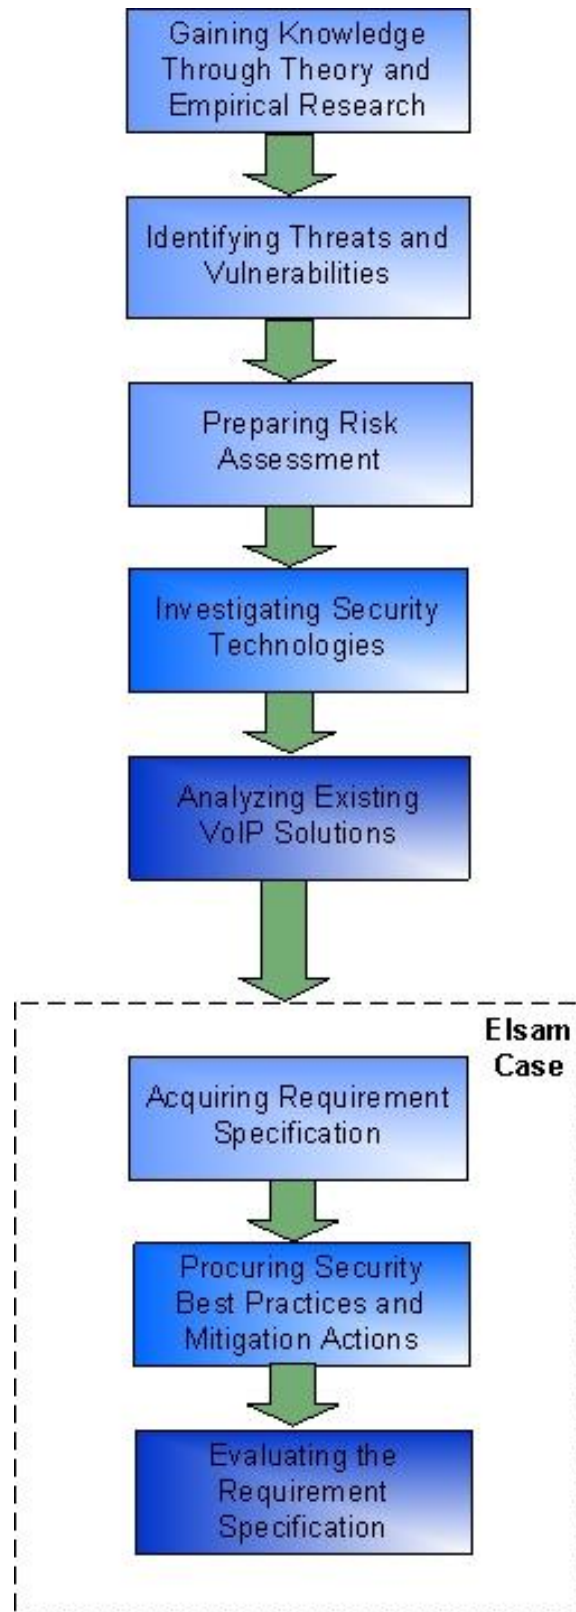 Gaining Knowledge
Through Theory and
Empirical Research
Identifying Threats and
Vulnerabilities
Preparing Risk
Assessment
Investigating Security
Technologies
Analyzing Existing
VoIP Solutions
Elsam
Case
Acquiring Requirement
Specification
Procuring Security
Best Practices and
Mitigation Actions
Evaluating the
Requirement
Specification